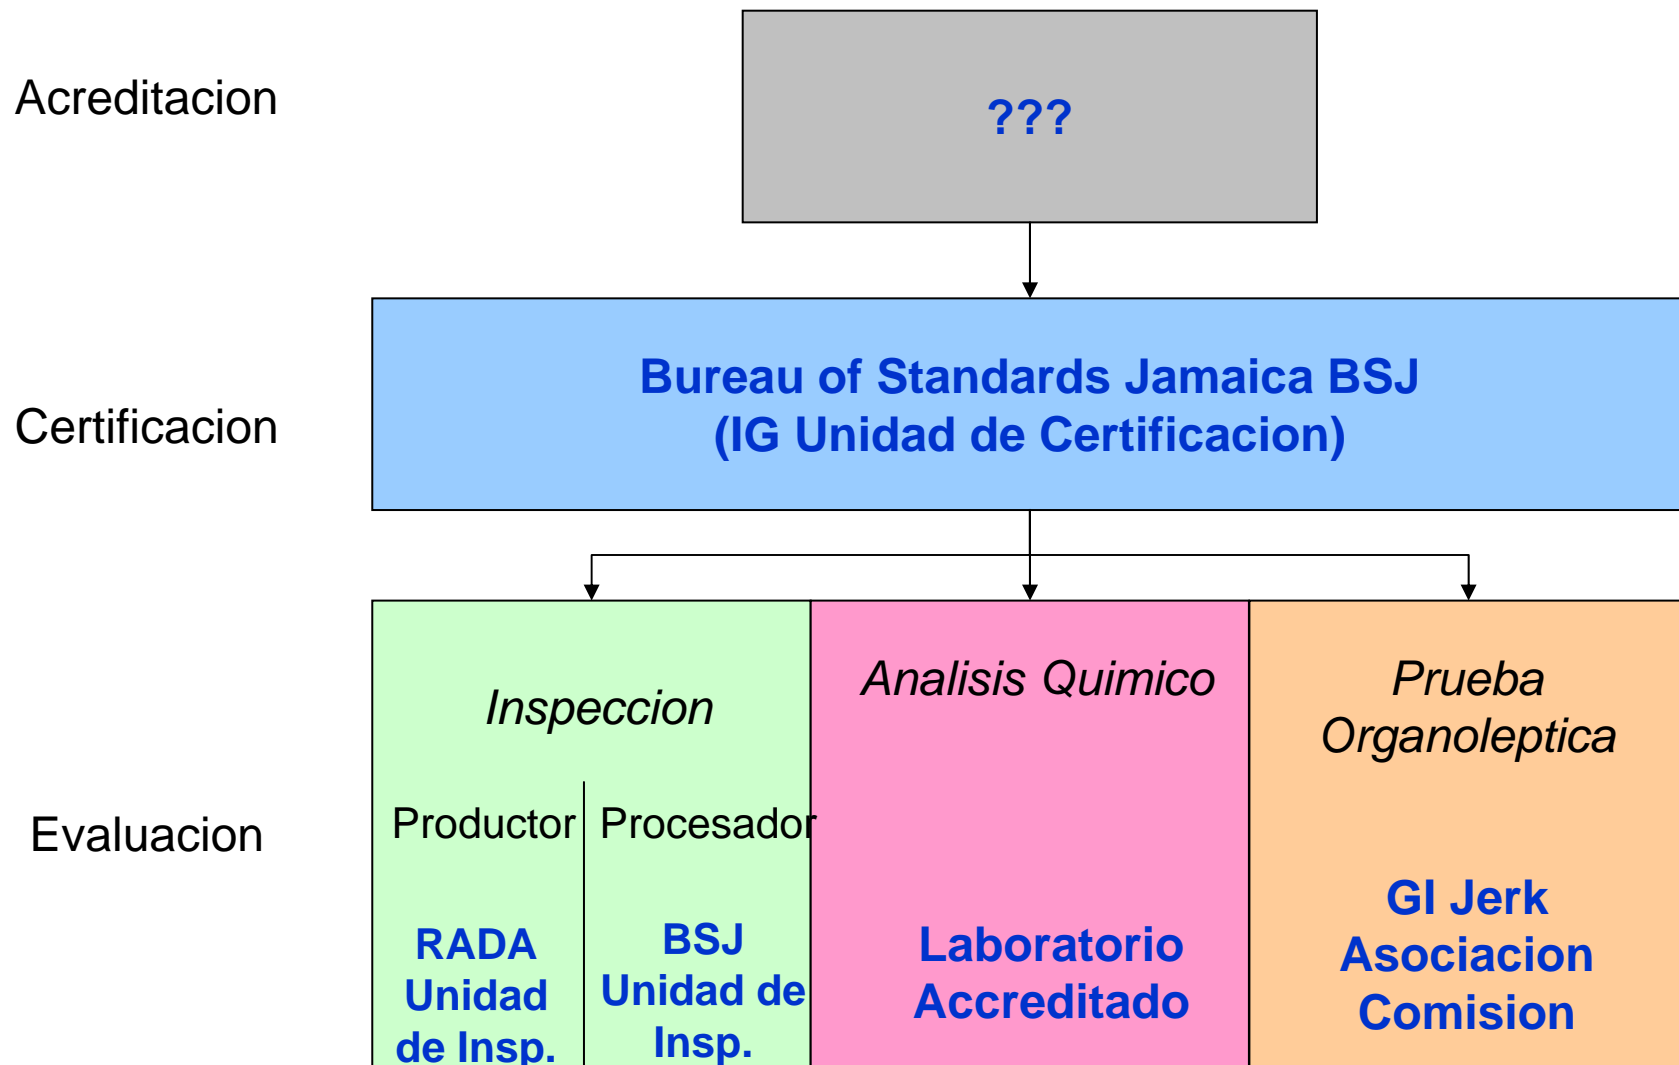 Acreditacion
???
Certificacion
Bureau of Standards Jamaica BSJ
(IG Unidad de Certificacion)
Evaluacion
Inspeccion
Productor
Procesador
RADA
Unidad
de Insp.
BSJ
Unidad de
Insp.
Analisis Quimico
Laboratorio
Accreditado
Prueba
Organoleptica
GI Jerk
Asociacion
Comision